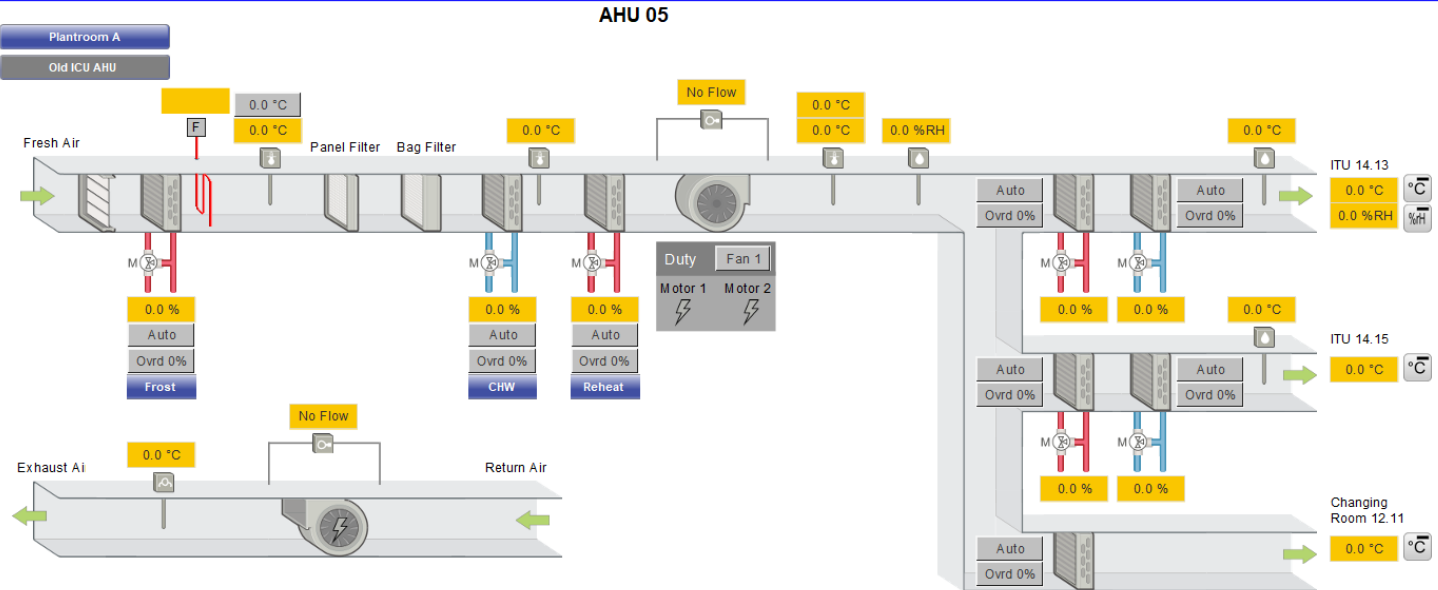 AHU 05
Plantroom A
Old ICU AHU
No Flow
0.0 °C
0.0 °C
F
0.0 °C
0.0 °C
0.0 °C
0.0 %RH
0.0 °C
Fresh Air
Panel Filter
Bag Filter
ITU 14.13
Auto
Ovrd 0%
Auto
Ovrd 0%
0.0 °C
°C
0.0 %RH
%rH
M
M
M
Duty
Fan 1
Motor 1
Motor 2
M
M
0.0 %
0.0 %
0.0 %
0.0 %
0.0 %
0.0 °C
Auto
Auto
Auto
Ovrd 0%
Ovrd 0%
Ovrd 0%
Frost
CHW
Reheat
ITU 14.15
Auto
Ovrd 0%
Auto
Ovrd 0%
0.0 °C
°C
No Flow
0.0 °C
M
M
Exhaust Ai
Return Air
0.0 %
0.0 %
Changing
Room 12.11
Auto
Ovrd 0%
0.0 °C
°C